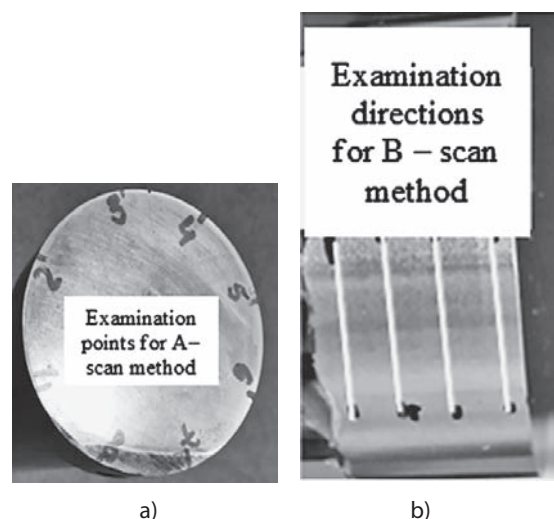 Examination
points for A–
scan method
Examination
directions
for B – scan
method
a)
b)